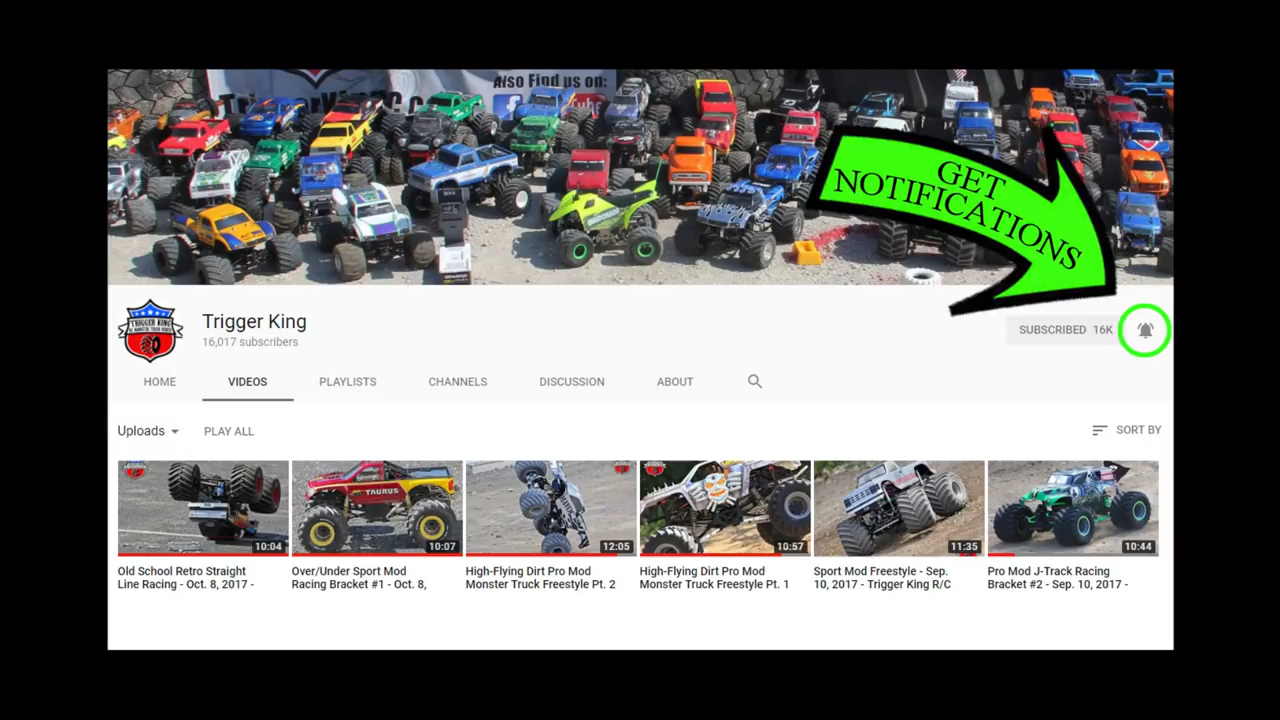 Also Find us on:
GET
NOTIFICATIONS
TRIGGER KING
Trigger King
16,017 subscribers
SUBSCRIBED 16K
HOME
VIDEOS
PLAYLISTS
CHANNELS
DISCUSSION
ABOUT
Uploads
PLAY ALL
SORT BY
TAURUS
10:04
10:07
12:05
10:57
11:35
10:44
Old School Retro Straight
Line Racing - Oct. 8, 2017 -
Over/Under Sport Mod
Racing Bracket #1 - Oct. 8,
High-Flying Dirt Pro Mod
Monster Truck Freestyle Pt. 2
High-Flying Dirt Pro Mod
Monster Truck Freestyle Pt. 1
Sport Mod Freestyle - Sep.
10, 2017 - Trigger King R/C
Pro Mod J-Track Racing
Bracket #2 - Sep. 10, 2017 -